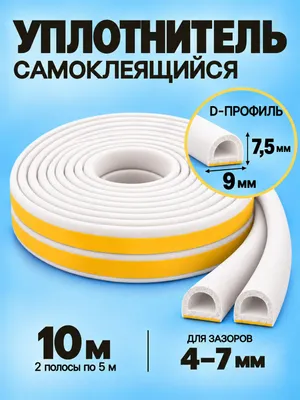 УПЛОТНИТЕЛЬ
САМОКЛЕЯЩИЙСЯ
D-ПРОФИЛЬ
7,5 мм
9 мм
10 м
2 полосы по 5 м
ДЛЯ ЗАЗОРОВ
4–7 мм